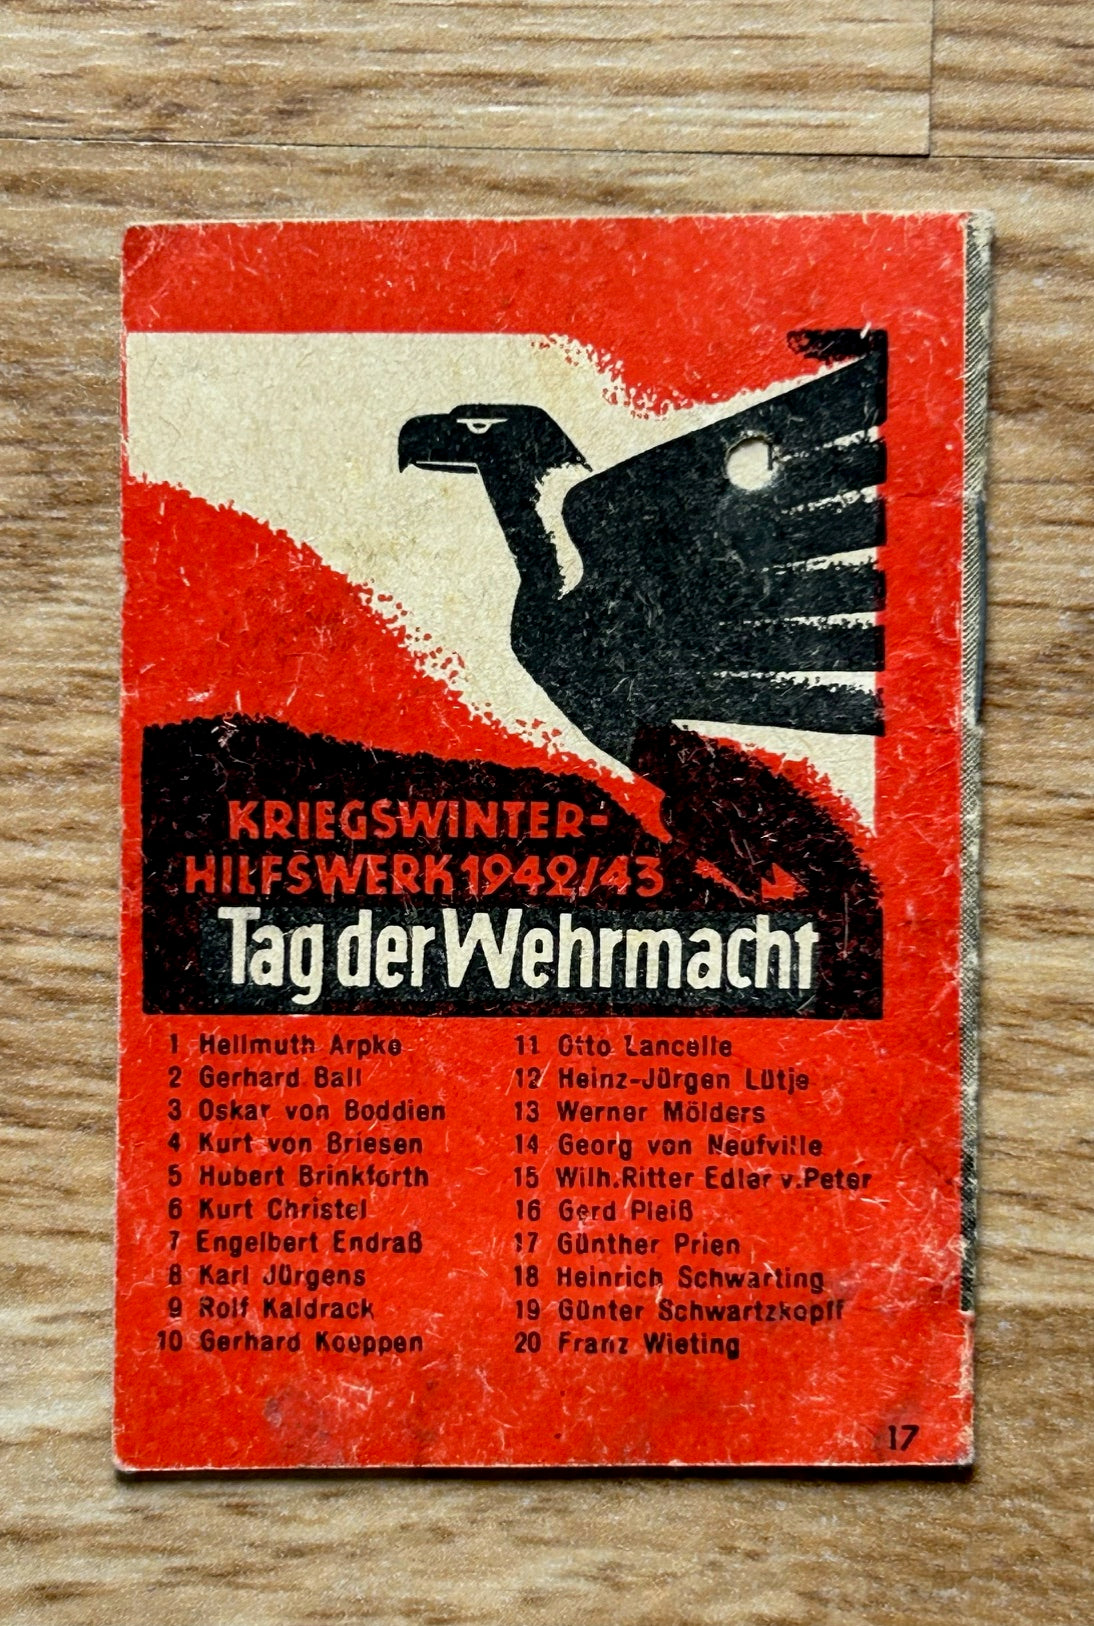 KRIEGSWINTER-
HILFSWERK 1942/43
Tag der Wehrmacht
1 Hellmuth Arpke
2 Gerhard Ball
3 Oskar von Boddien
4 Kurt von Briesen
5 Hubert Brinkforth
6 Kurt Christel
7 Engelbert Endraß
8 Karl Jürgens
9 Rolf Kaldrack
10 Gerhard Koeppen
11 Otto Lancelle
12 Heinz-Jürgen Lütje
13 Werner Mölders
14 Georg von Neufville
15 Wilh.Ritter Edler v.Peter
16 Gerd Pleiß
17 Günther Prien
18 Heinrich Schwarting
19 Günter Schwartzkopff
20 Franz Wieting
17